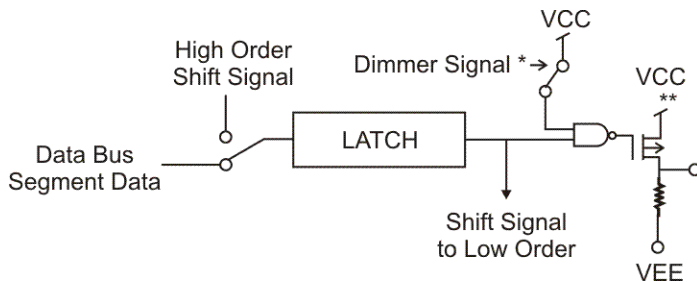 High Order
Shift Signal
Data Bus
Segment Data
LATCH
Shift Signal
to Low Order
Dimmer Signal *
VCC
VCC
**
VEE